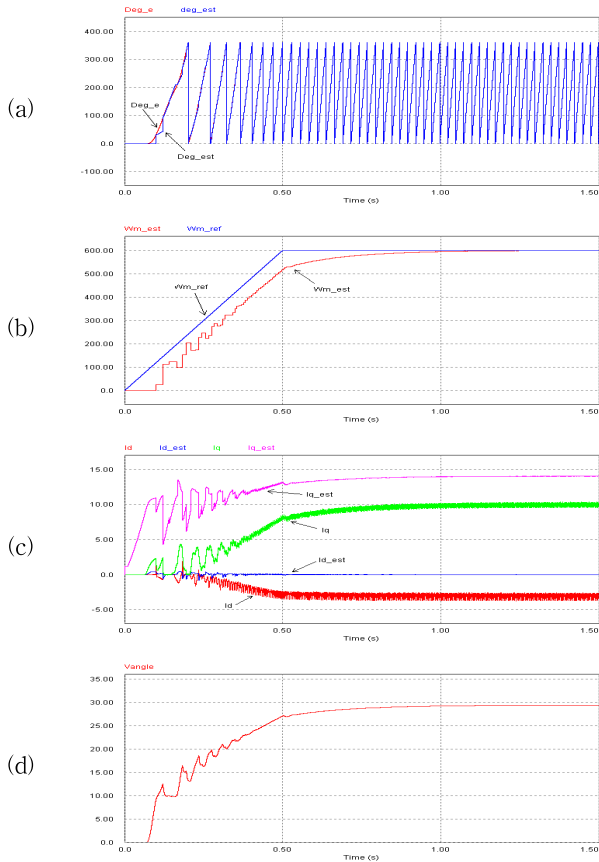 (a)
Deg_e deg_est
400.00
300.00
200.00
100.00
0.0
-100.00
Deg_e
Deg_est
0.0 0.50 1.00 1.50
Time (s)
(b)
Wm_est Wm_ref
600.00
500.00
400.00
300.00
200.00
100.00
0.0
Wm_ref
Wm_est
0.0 0.50 1.00 1.50
Time (s)
(c)
Id Id_est Iq Iq_est
15.00
10.00
5.00
0.00
-5.00
Iq_est
Iq
Id_est
Id
0.0 0.50 1.00 1.50
Time (s)
(d)
Vangle
35.00
30.00
25.00
20.00
15.00
10.00
5.00
0.0
0.0 0.50 1.00 1.50
Time (s)